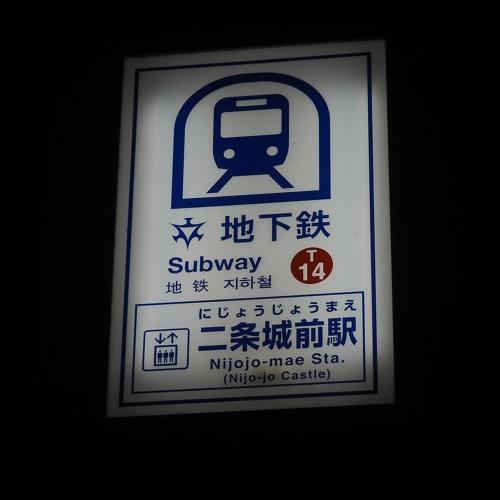 地下鉄
Subway
T
14
地 铁 지하철
にじょうじょうまえ
二条城前駅
Nijojo-mae Sta.
(Nijo-jo Castle)